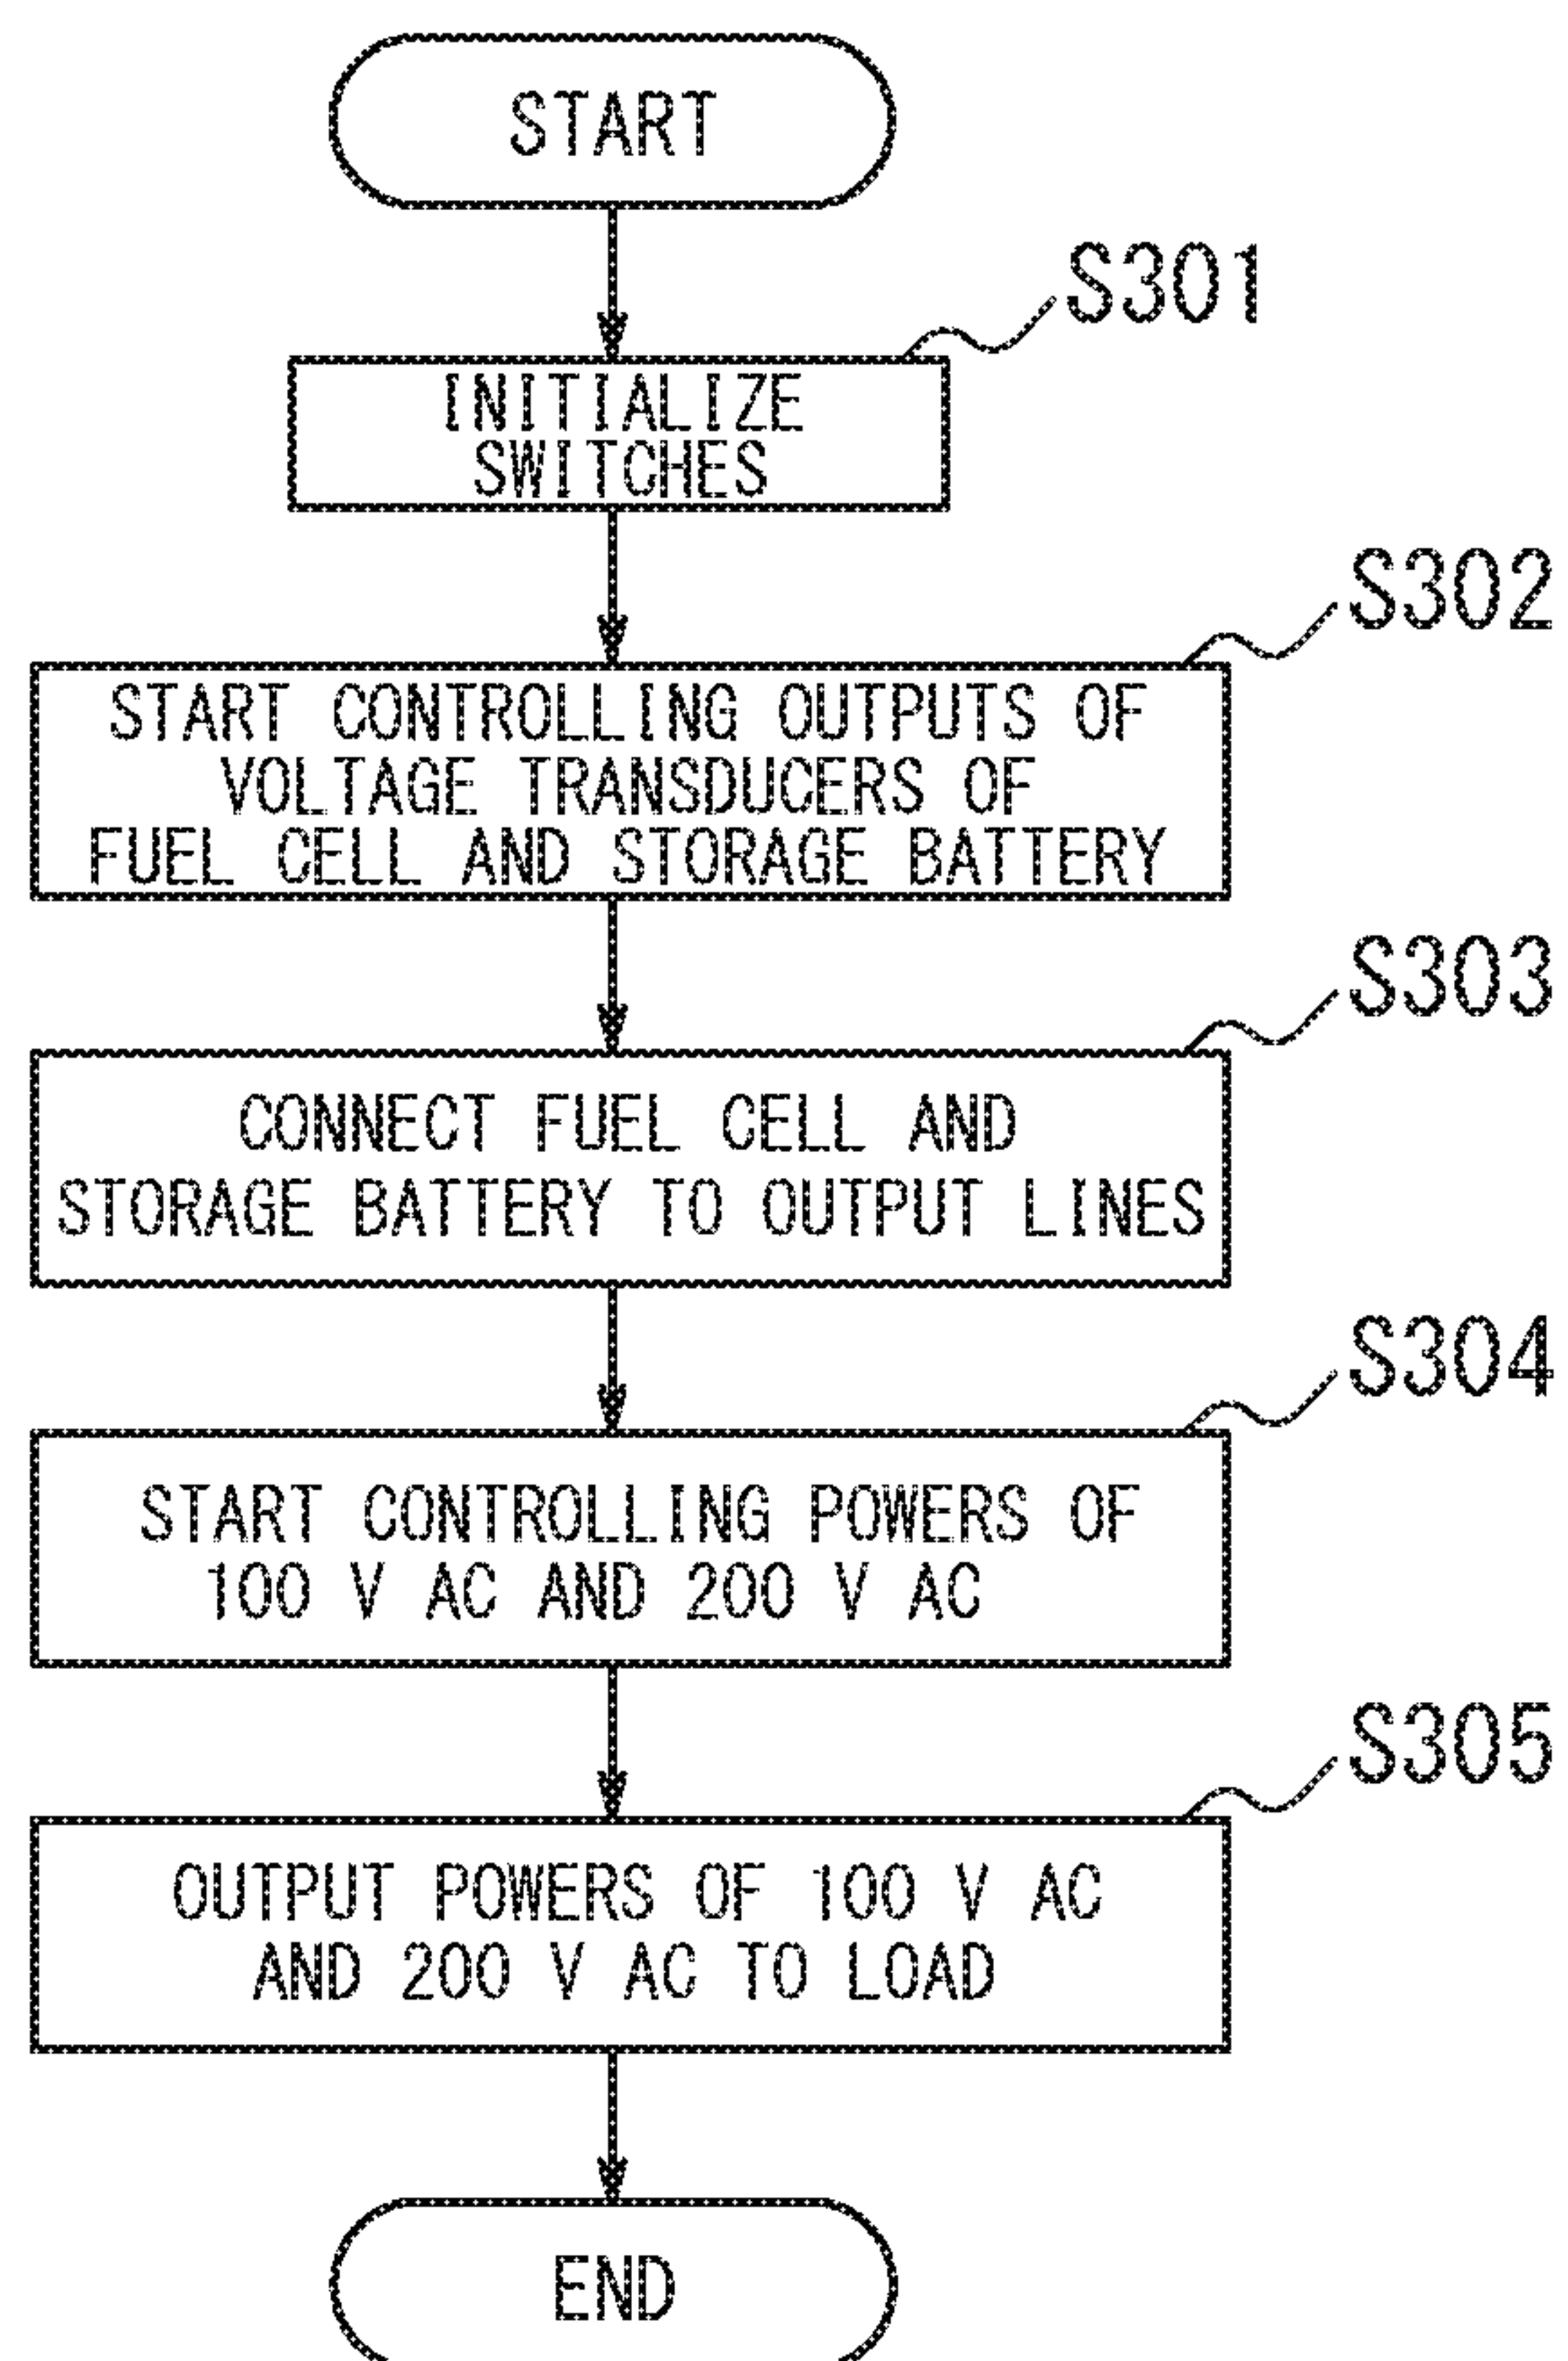 START
S301
INITIALIZE
SWITCHES
S302
START CONTROLLING OUTPUTS OF
VOLTAGE TRANSDUCERS OF
FUEL CELL AND STORAGE BATTERY
S303
CONNECT FUEL CELL AND
STORAGE BATTERY TO OUTPUT LINES
S304
START CONTROLLING POWERS OF
100 V AC AND 200 V AC
S305
OUTPUT POWERS OF 100 V AC
AND 200 V AC TO LOAD
END